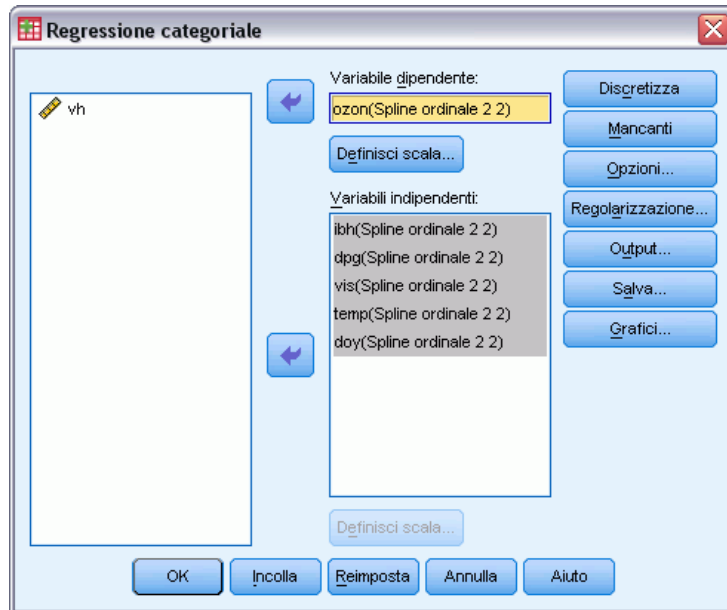 Regressione categoriale
vh
Variabile dipendente:
ozon(Spline ordinale 2 2)
Definisci scala...
Variabili indipendenti:
ibh(Spline ordinale 2 2)
dpg(Spline ordinale 2 2)
vis(Spline ordinale 2 2)
temp(Spline ordinale 2 2)
doy(Spline ordinale 2 2)
Definisci scala...
Discretizza
Mancanti
Opzioni...
Regolarizzazione...
Output...
Salva...
Grafici...
OK
Incolla
Reimposta
Annulla
Aiuto